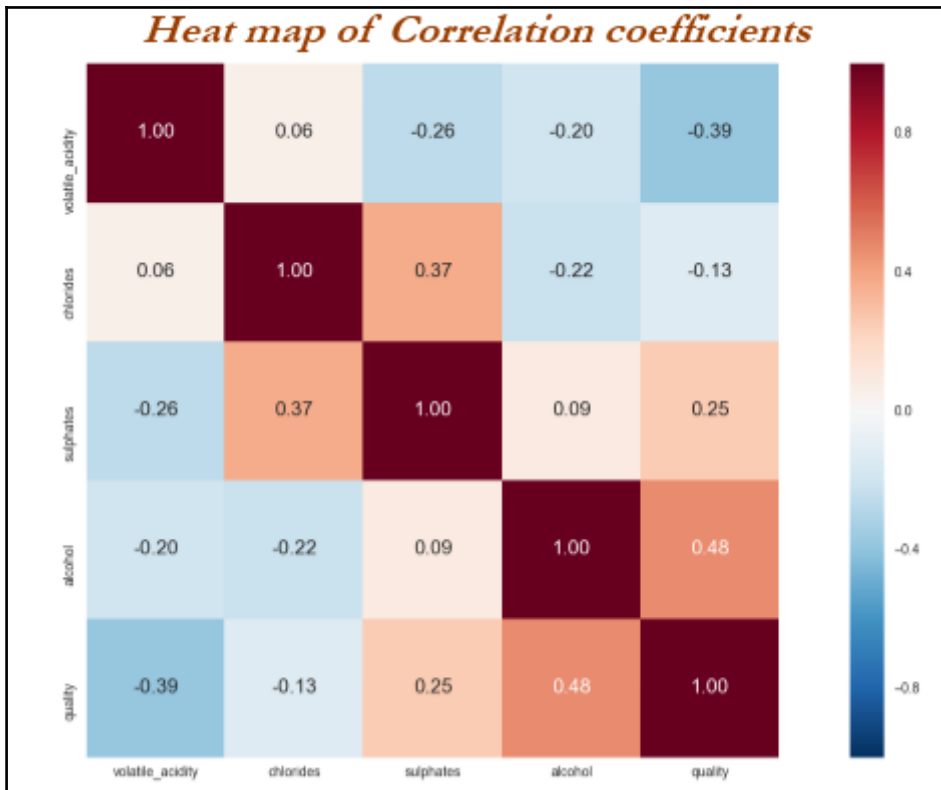 Heat map of Correlation coefficients
volatile_acidity 1.00 0.06 -0.26 -0.20 -0.39
chlorides 0.06 1.00 0.37 -0.22 -0.13
sulphates -0.26 0.37 1.00 0.09 0.25
alcohol -0.20 -0.22 0.09 1.00 0.48
quality -0.39 -0.13 0.25 0.48 1.00
volatile_acidity chlorides sulphates alcohol quality
0.8
0.4
0.0
-0.4
-0.8